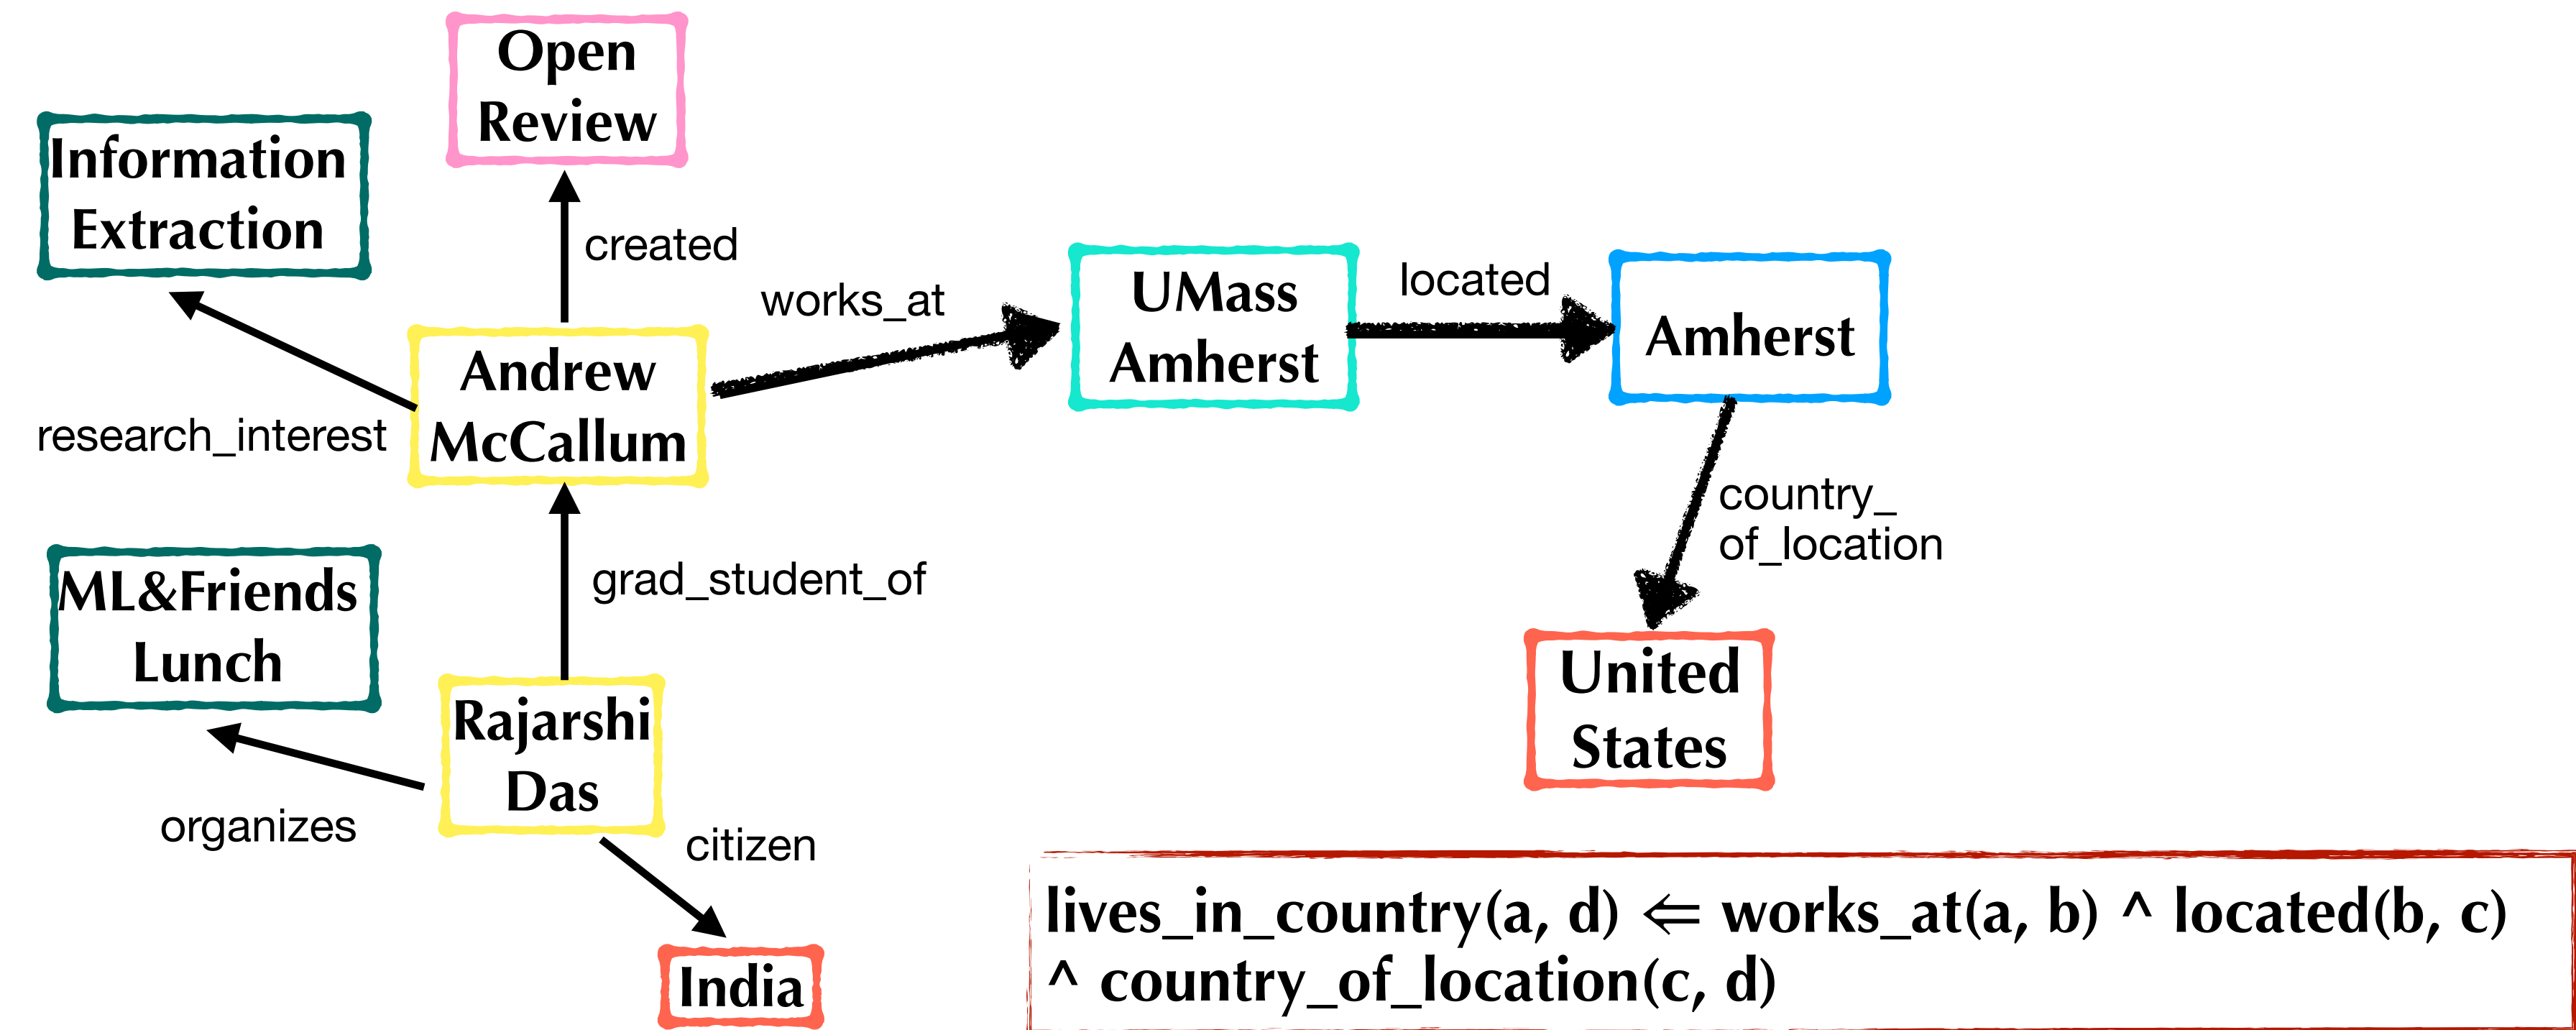 Open
Review
Information
Extraction
created
works_at
located
UMass
Amherst
Amherst
Andrew
McCallum
research_interest
country_
of_location
ML&Friends
Lunch
grad_student_of
United
States
Rajarshi
Das
organizes
citizen
India
lives_in_country(a, d) ⇐ works_at(a, b) ^ located(b, c)
^ country_of_location(c, d)